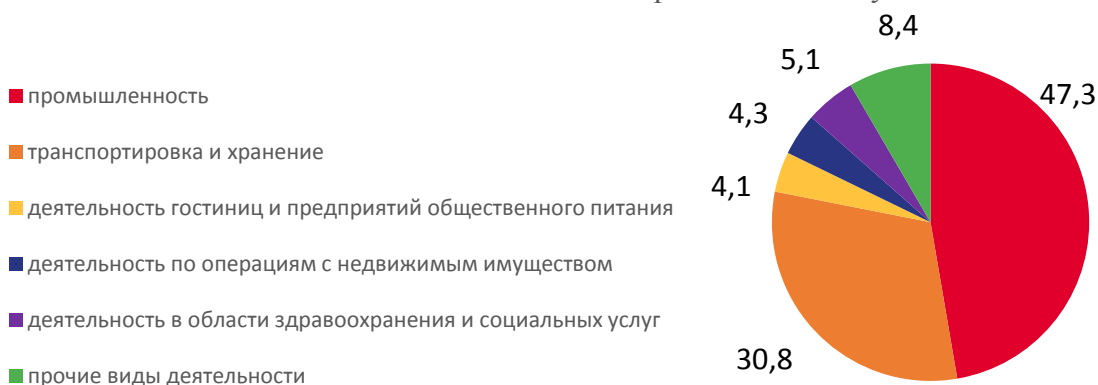 8,4
5,1
47,3
промышленность
4,3
транспортировка и хранение
4,1
деятельность гостиниц и предприятий общественного питания
деятельность по операциям с недвижимым имуществом
деятельность в области здравоохранения и социальных услуг
30,8
прочие виды деятельности